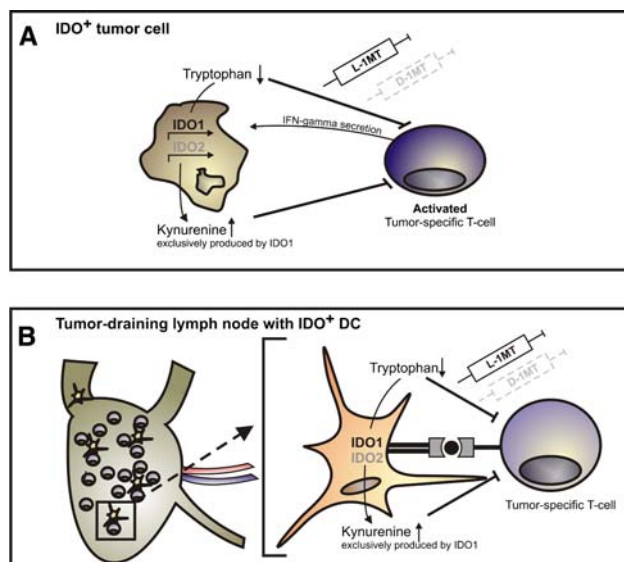 A
IDO+ tumor cell
L-1MT
D-1MT
Tryptophan
IDO1
IDO2
IFN-gamma secretion
Kynurenine
exclusively produced by IDO1
Activated
Tumor-specific T-cell
B
Tumor-draining lymph node with IDO+ DC
L-1MT
D-1MT
Tryptophan
IDO1
IDO2
Kynurenine
exclusively produced by IDO1
Tumor-specific T-cell